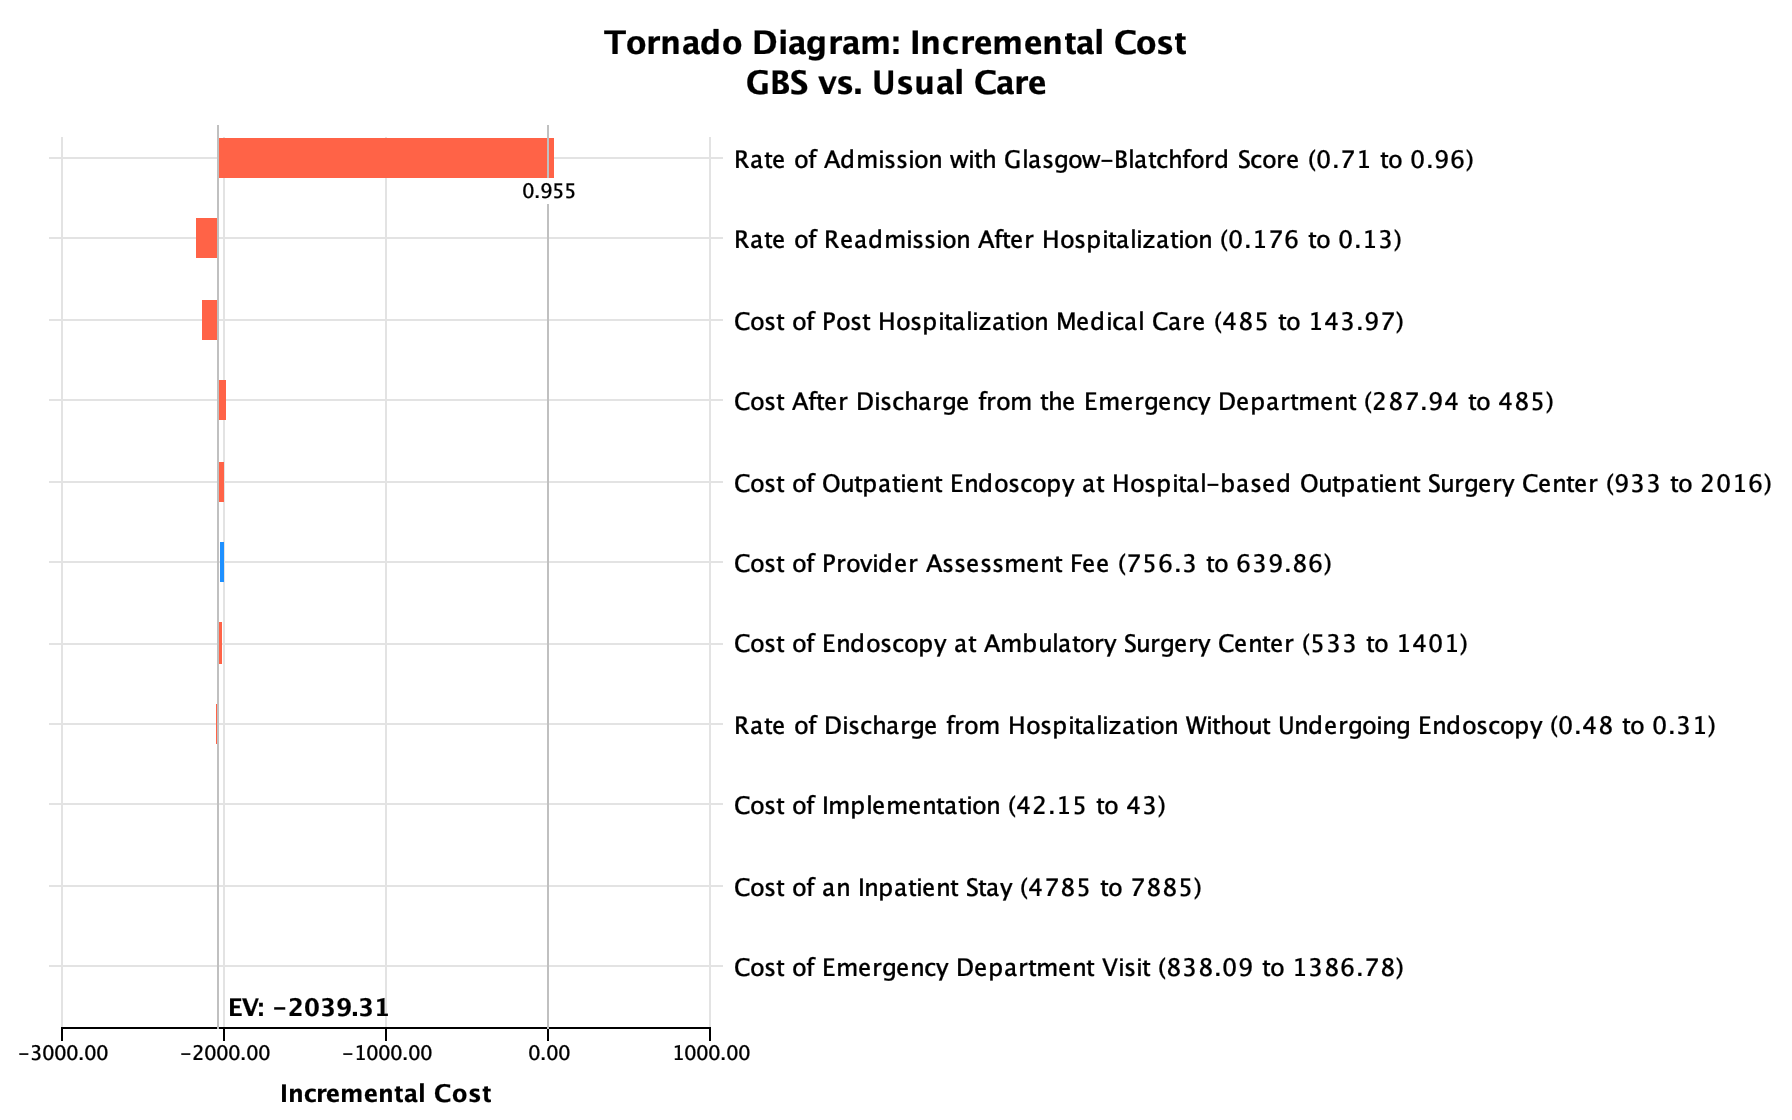 Tornado Diagram: Incremental Cost
GBS vs. Usual Care
Rate of Admission with Glasgow-Blatchford Score (0.71 to 0.96)
0.955
Rate of Readmission After Hospitalization (0.176 to 0.13)
Cost of Post Hospitalization Medical Care (485 to 143.97)
Cost After Discharge from the Emergency Department (287.94 to 485)
Cost of Outpatient Endoscopy at Hospital-based Outpatient Surgery Center (933 to 2016)
Cost of Provider Assessment Fee (756.3 to 639.86)
Cost of Endoscopy at Ambulatory Surgery Center (533 to 1401)
Rate of Discharge from Hospitalization Without Undergoing Endoscopy (0.48 to 0.31)
Cost of Implementation (42.15 to 43)
Cost of an Inpatient Stay (4785 to 7885)
Cost of Emergency Department Visit (838.09 to 1386.78)
EV: -2039.31
-3000.00 -2000.00 -1000.00 0.00 1000.00
Incremental Cost